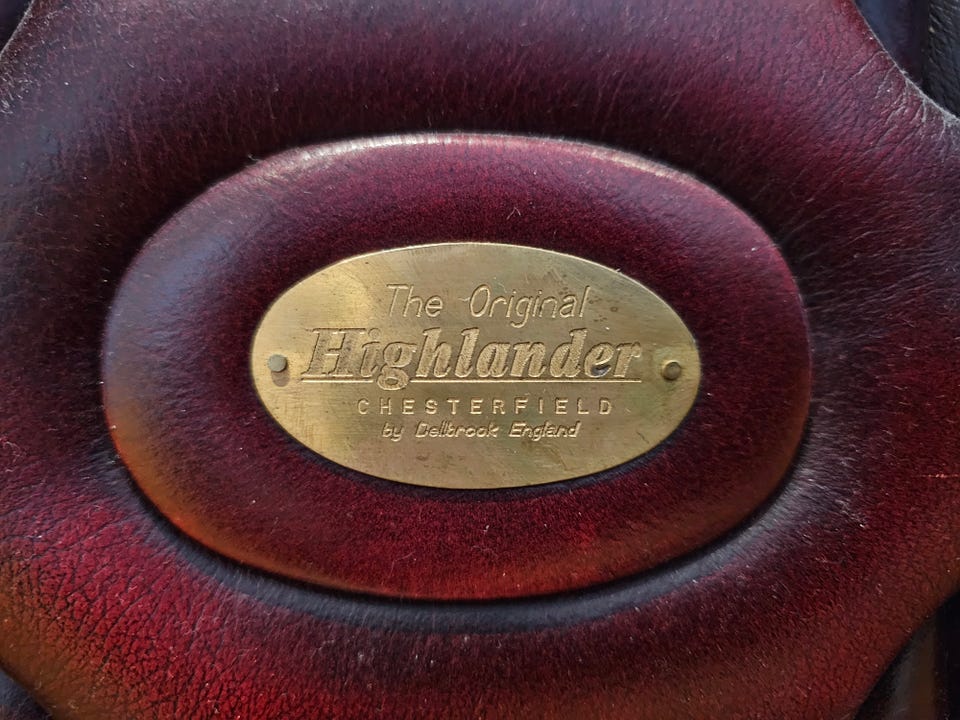 The Original
Highlander
CHESTERFIELD
by Dellbrook England